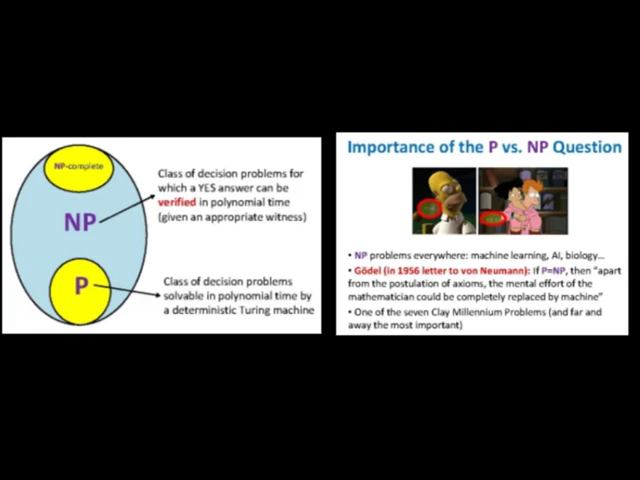 NP-complete
NP
P
Class of decision problems for
which a YES answer can be
verified in polynomial time
(given an appropriate witness)
Class of decision problems
solvable in polynomial time by
a deterministic Turing machine
Importance of the P vs. NP Question
• NP problems everywhere: machine learning, AI, biology…
• Gödel (in 1956 letter to von Neumann): If P=NP, then “apart
from the postulation of axioms, the mental effort of the
mathematician could be completely replaced by machine”
• One of the seven Clay Millennium Problems (and far and
away the most important)